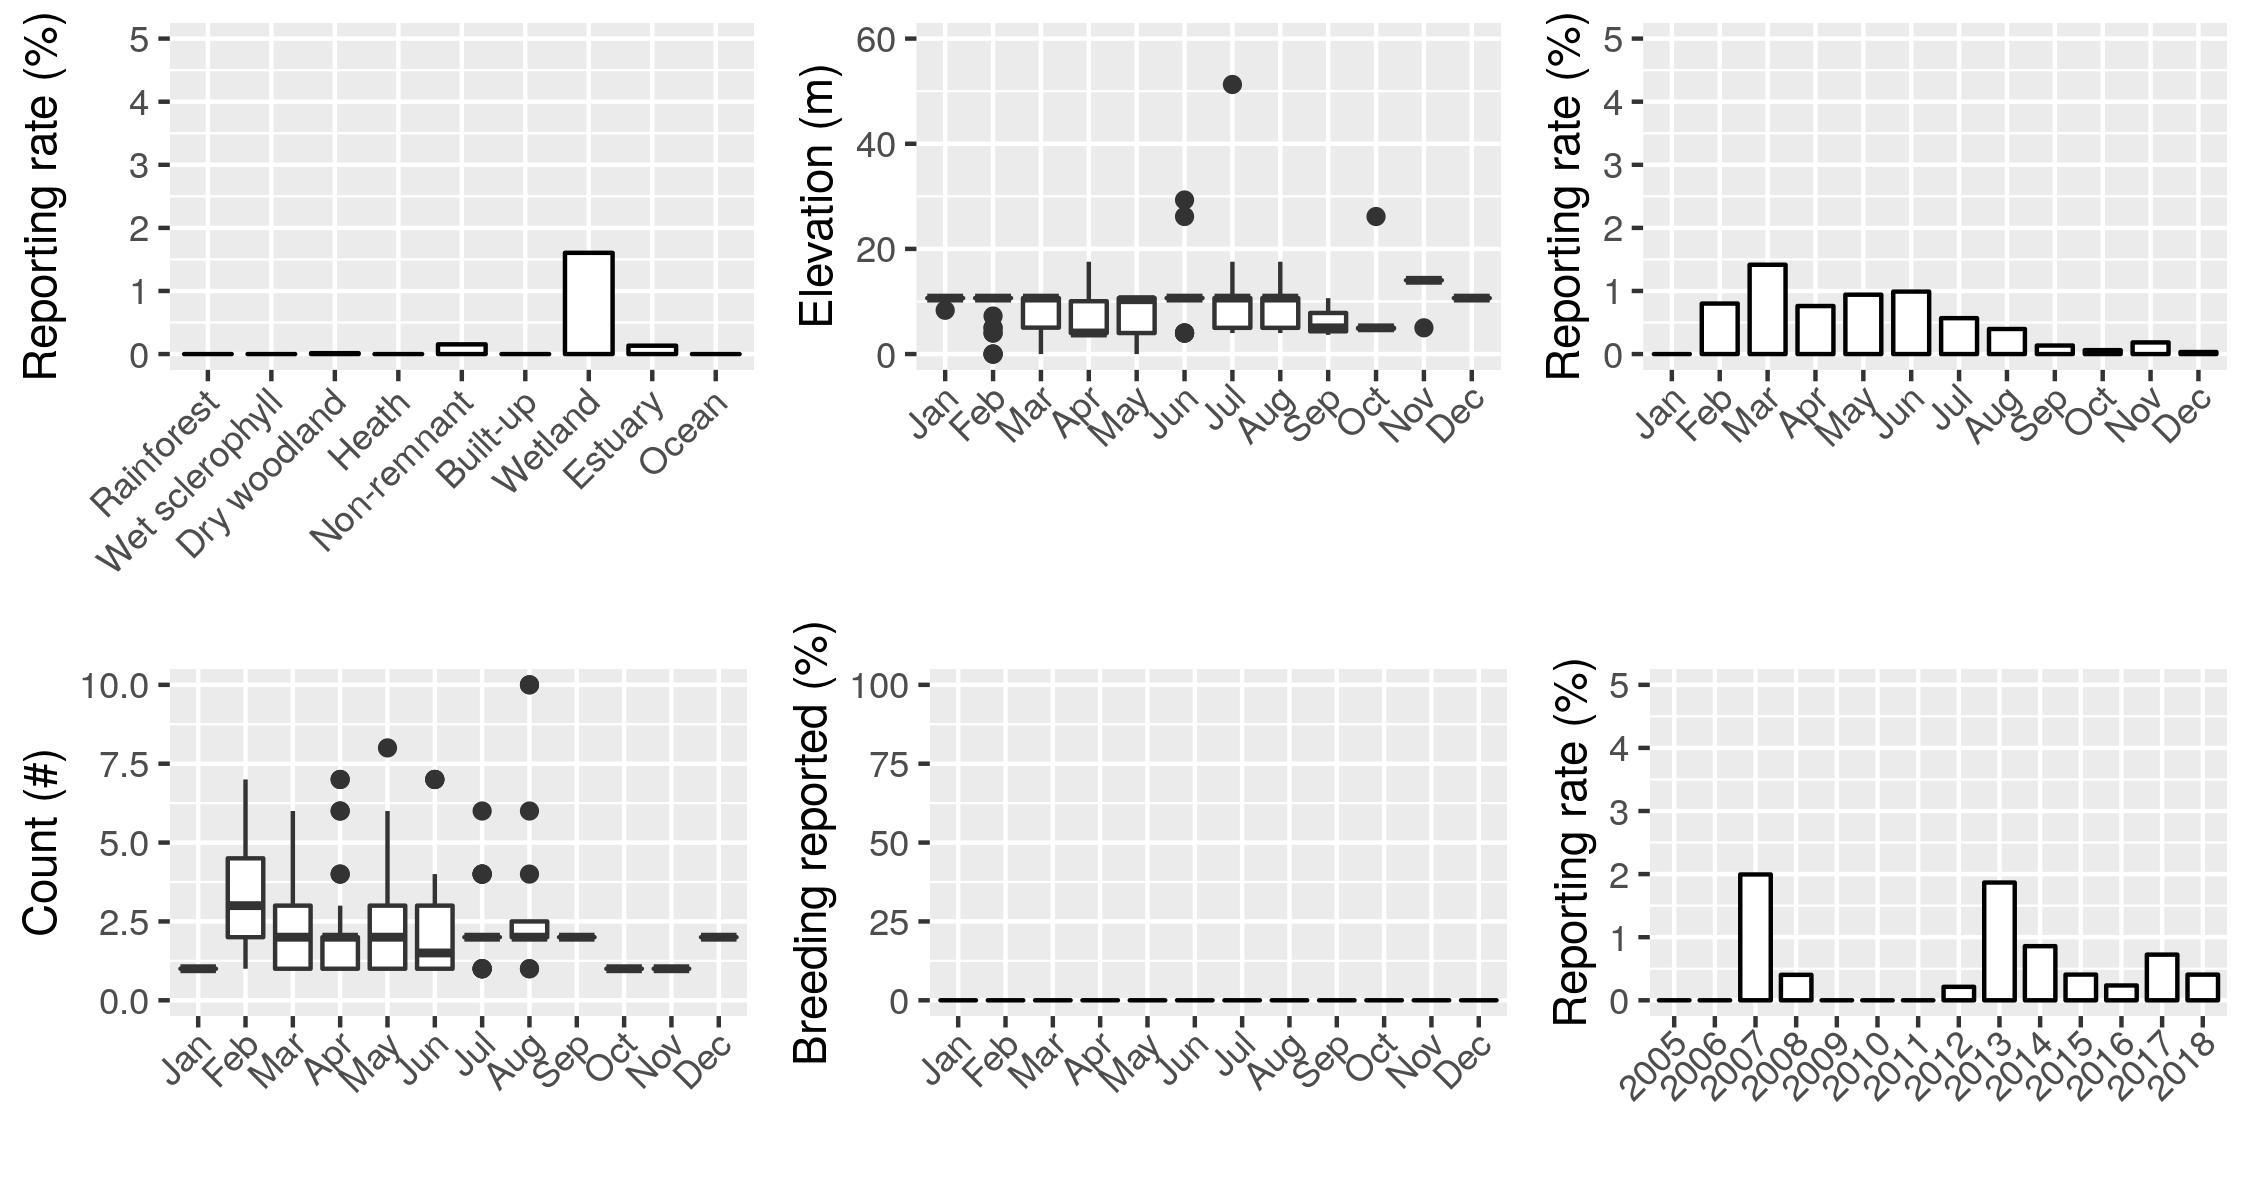 Reporting rate (%)
5
4
3
2
1
0
Rainforest
Wet sclerophyll
Dry woodland
Heath
Non-remnant
Built-up
Wetland
Estuary
Ocean
Elevation (m)
60
40
20
0
Jan
Feb
Mar
Apr
May
Jun
Jul
Aug
Sep
Oct
Nov
Dec
Reporting rate (%)
5
4
3
2
1
0
Jan
Feb
Mar
Apr
May
Jun
Jul
Aug
Sep
Oct
Nov
Dec
Count (#)
10.0
7.5
5.0
2.5
0.0
Jan
Feb
Mar
Apr
May
Jun
Jul
Aug
Sep
Oct
Nov
Dec
Breeding reported (%)
100
75
50
25
0
Jan
Feb
Mar
Apr
May
Jun
Jul
Aug
Sep
Oct
Nov
Dec
Reporting rate (%)
5
4
3
2
1
0
2005
2006
2007
2008
2009
2010
2011
2012
2013
2014
2015
2016
2017
2018